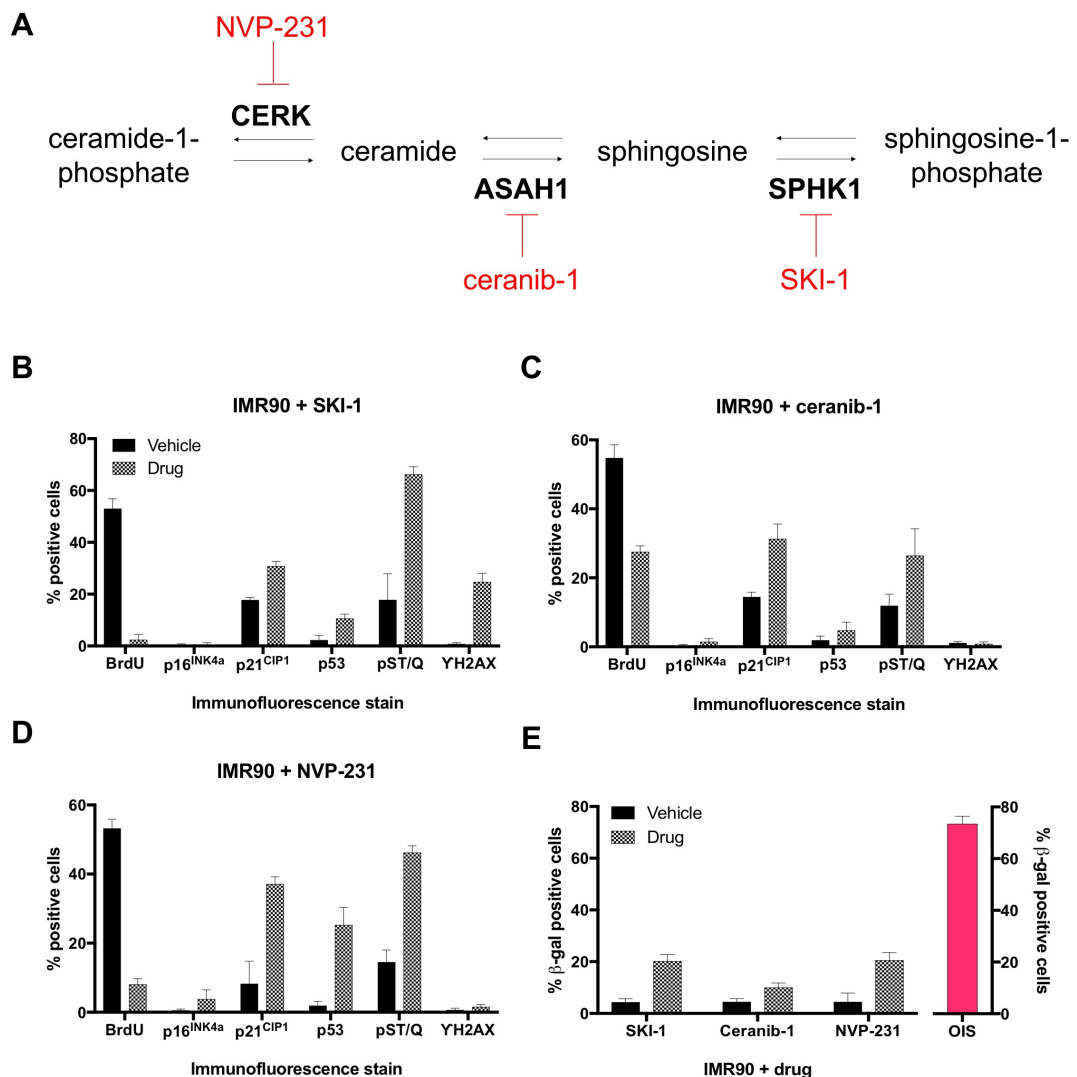 A
NVP-231
CERK
ceramide-1-
phosphate
ceramide
sphingosine
sphingosine-1-
phosphate
ASAH1
SPHK1
ceranib-1
SKI-1
B
IMR90 + SKI-1
% positive cells
80
60
40
20
0
Vehicle
Drug
BrdU p16INK4a p21CIP1 p53 pST/Q ϒH2AX
Immunofluorescence stain
C
IMR90 + ceranib-1
% positive cells
60
40
20
0
BrdU p16INK4a p21CIP1 p53 pST/Q ϒH2AX
Immunofluorescence stain
D
IMR90 + NVP-231
% positive cells
60
40
20
0
BrdU p16INK4a p21CIP1 p53 pST/Q ϒH2AX
Immunofluorescence stain
E
% β-gal positive cells
80
60
40
20
0
Vehicle
Drug
SKI-1 Ceranib-1 NVP-231 OIS
80
60
40
20
0
% β-gal positive cells
IMR90 + drug